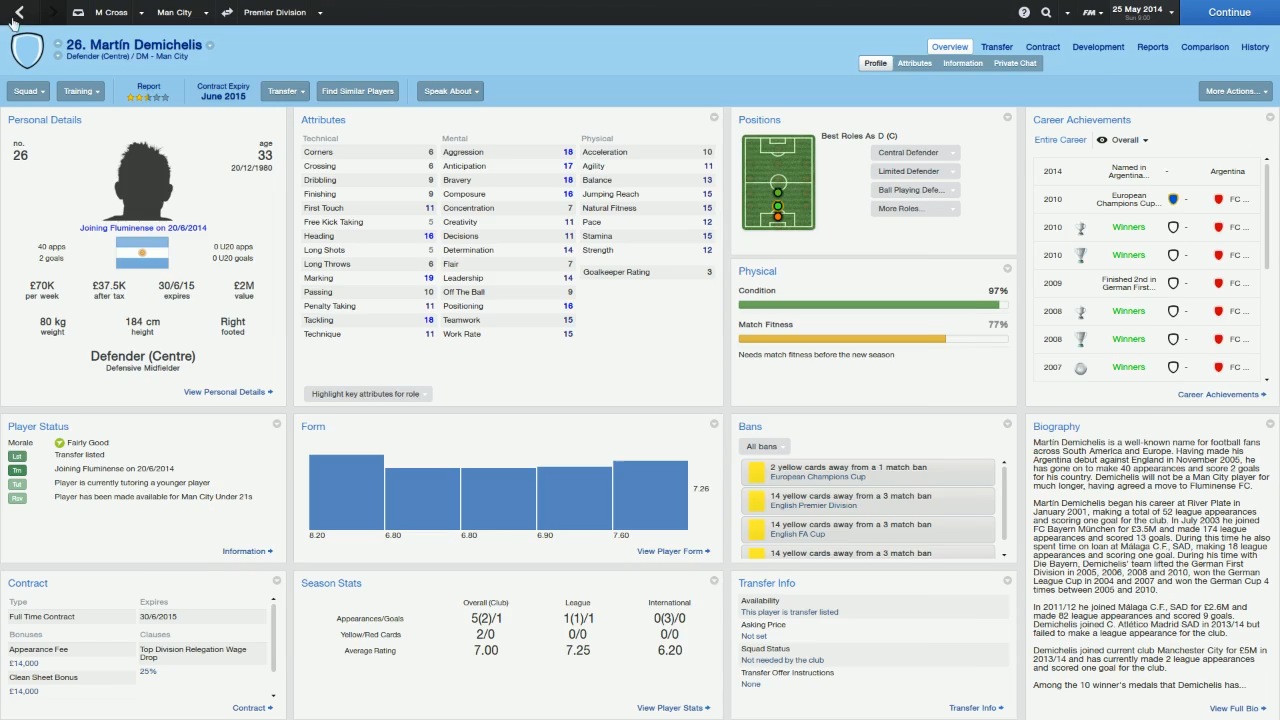 M Cross
Man City
Premier Division
FM
25 May 2014
Sun 9:00
Continue
26. Martín Demichelis
Defender (Centre) / DM - Man City
Overview
Transfer
Contract
Development
Reports
Comparison
History
Profile
Attributes
Information
Private Chat
Squad
Training
Report
Contract Expiry
June 2015
Transfer
Find Similar Players
Speak About
More Actions...
Personal Details
no.
26
age
33
20/12/1980
Joining Fluminense on 20/6/2014
40 apps
2 goals
0 U20 apps
0 U20 goals
£70K
per week
£37.5K
after tax
30/6/15
expires
£2M
value
80 kg
weight
184 cm
height
Right
footed
Defender (Centre)
Defensive Midfielder
View Personal Details
Attributes
Technical
Corners 6
Crossing 6
Dribbling 9
Finishing 9
First Touch 11
Free Kick Taking 5
Heading 16
Long Shots 5
Long Throws 6
Marking 19
Passing 10
Penalty Taking 11
Tackling 18
Technique 11
Mental
Aggression 18
Anticipation 17
Bravery 18
Composure 16
Concentration 7
Creativity 11
Decisions 11
Determination 14
Flair 7
Leadership 14
Off The Ball 9
Positioning 16
Teamwork 15
Work Rate 15
Physical
Acceleration 10
Agility 11
Balance 13
Jumping Reach 15
Natural Fitness 15
Pace 12
Stamina 15
Strength 12
Goalkeeper Rating 3
Highlight key attributes for role
Positions
Best Roles As D (C)
Central Defender
Limited Defender
Ball Playing Defe...
More Roles...
Physical
Condition 97%
Match Fitness 77%
Needs match fitness before the new season
Career Achievements
Entire Career
Overall
2014 Named in Argentina... - Argentina
2010 European Champions Cup... - FC ...
2010 Winners - FC ...
2010 Winners - FC ...
2009 Finished 2nd in German First... - FC ...
2008 Winners - FC ...
2008 Winners - FC ...
2007 Winners - FC ...
Career Achievements
Player Status
Morale Fairly Good
Lst Transfer listed
Trn Joining Fluminense on 20/6/2014
Tut Player is currently tutoring a younger player
Rsv Player has been made available for Man City Under 21s
Information
Form
7.26
8.20 6.80 6.80 6.90 7.60
View Player Form
Bans
All bans
2 yellow cards away from a 1 match ban
European Champions Cup
14 yellow cards away from a 3 match ban
English Premier Division
14 yellow cards away from a 3 match ban
English FA Cup
14 yellow cards away from a 3 match ban
Biography
Martín Demichelis is a well-known name for football fans
across South America and Europe. Having made his
Argentina debut against England in November 2005, he
has gone on to make 40 appearances and score 2 goals
for his country. Demichelis will not be a Man City player for
much longer, having agreed a move to Fluminense FC.
Martín Demichelis began his career at River Plate in
January 2001, making a total of 52 league appearances
and scoring one goal for the club. In July 2003 he joined
FC Bayern München for £3.5M and made 174 league
appearances and scored 13 goals. During this time he also
spent time on loan at Málaga C.F., SAD, making 18 league
appearances and scoring one goal. During his time with
Die Bayern, Demichelis' team lifted the German First
Division in 2005, 2006, 2008 and 2010, won the German
League Cup in 2004 and 2007 and won the German Cup 4
times between 2005 and 2010.
In 2011/12 he joined Málaga C.F., SAD for £2.6M and
made 62 league appearances and scored 9 goals.
Demichelis joined C. Atlético Madrid SAD in 2013/14 but
failed to make a league appearance for the club.
Demichelis joined current club Manchester City for £5M in
2013/14 and has currently made 2 league appearances
and scored one goal for the club.
Among the 10 winner's medals that Demichelis has...
View Full Bio
Contract
Type
Full Time Contract
Expires
30/6/2015
Bonuses
Appearance Fee
£14,000
Clean Sheet Bonus
£14,000
Clauses
Top Division Relegation Wage
Drop
25%
Contract
Season Stats
Overall (Club) League International
Appearances/Goals 5(2)/1 1(1)/1 0(3)/0
Yellow/Red Cards 2/0 0/0 0/0
Average Rating 7.00 7.25 6.20
View Player Stats
Transfer Info
Availability
This player is transfer listed
Asking Price
Not set
Squad Status
Not needed by the club
Transfer Offer Instructions
None
Transfer Info